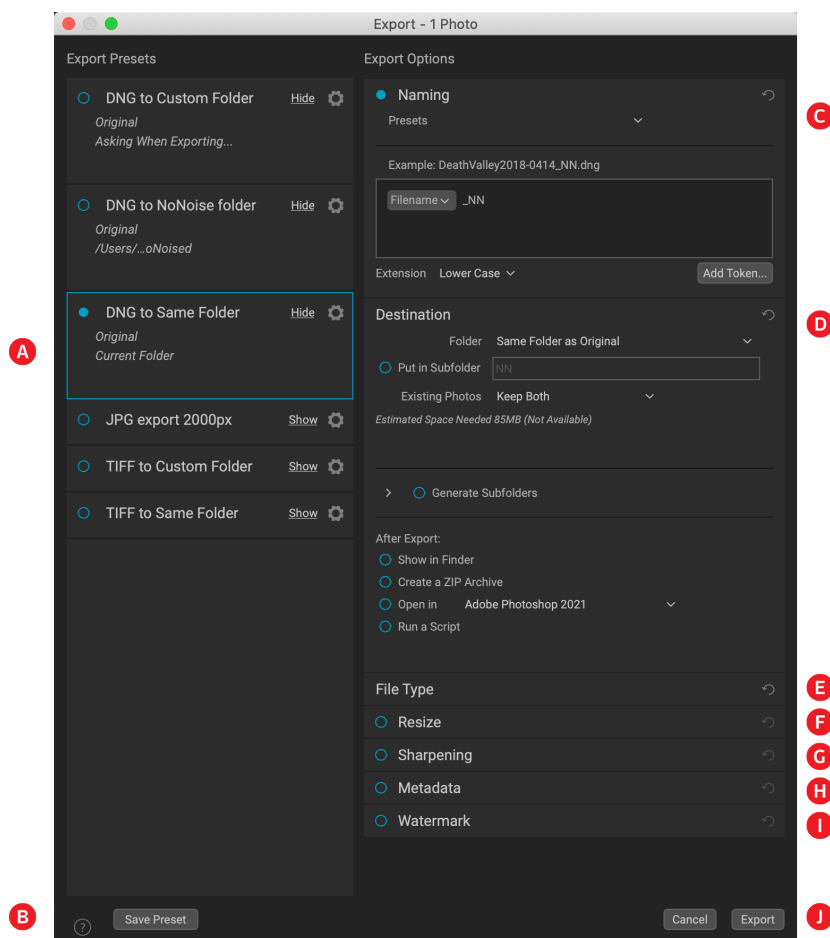 Export - 1 Photo
Export Presets
DNG to Custom Folder Hide
Original
Asking When Exporting...
DNG to NoNoise folder Hide
Original
/Users/...oNoised
DNG to Same Folder Hide
Original
Current Folder
JPG export 2000px Show
TIFF to Custom Folder Show
TIFF to Same Folder Show
A
B
? Save Preset
Export Options
Naming
Presets
Example: DeathValley2018-0414_NN.dng
Filename _NN
Extension Lower Case Add Token...
C
Destination
Folder Same Folder as Original
Put in Subfolder NN
Existing Photos Keep Both
Estimated Space Needed 85MB (Not Available)
Generate Subfolders
After Export:
Show in Finder
Create a ZIP Archive
Open in Adobe Photoshop 2021
Run a Script
D
File Type E
Resize F
Sharpening G
Metadata H
Watermark I
Cancel Export J